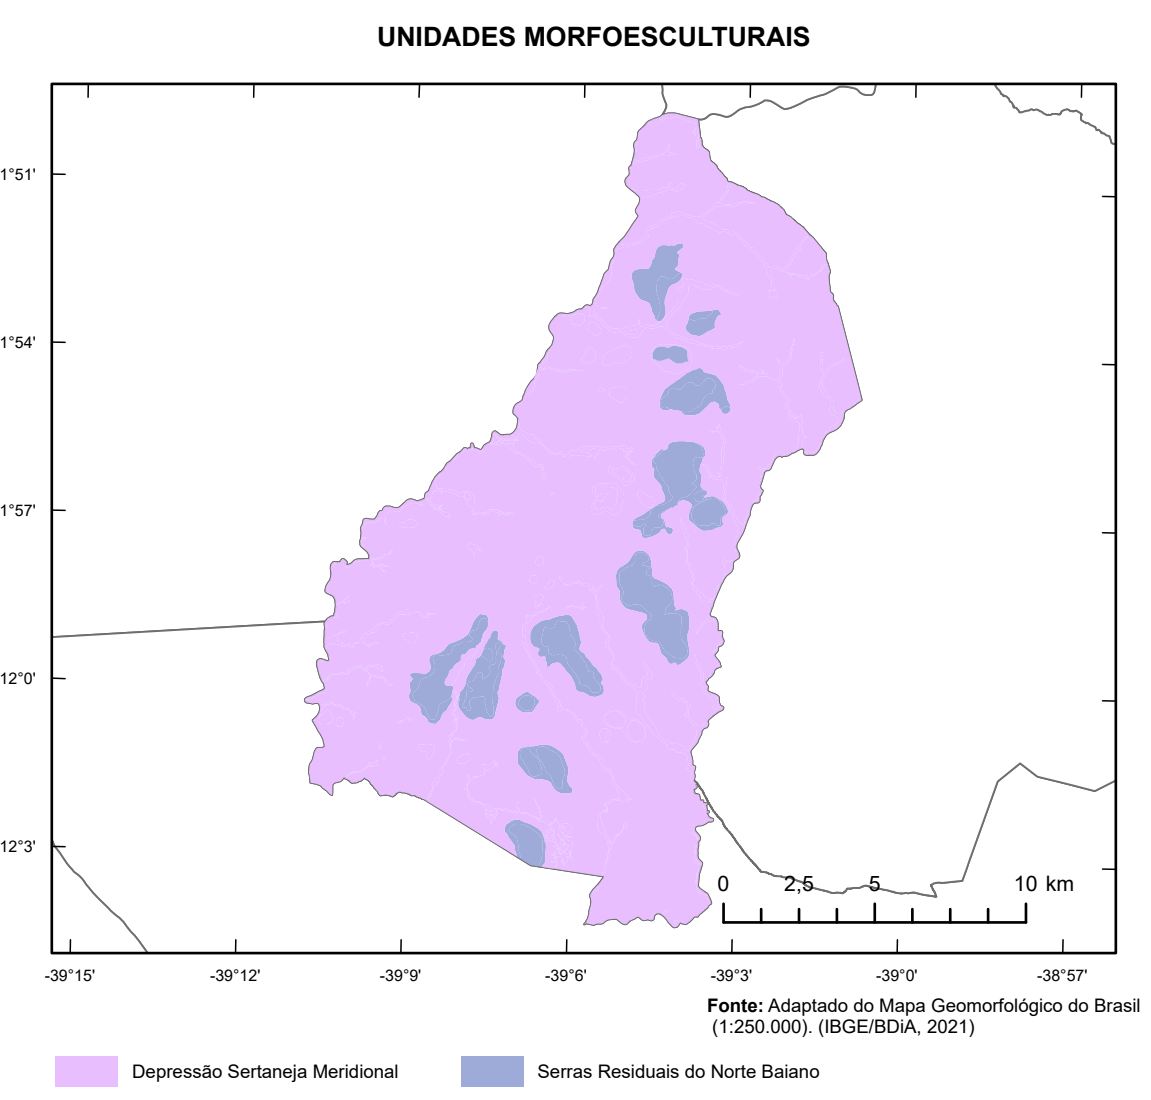 UNIDADES MORFOESCULTURAIS
1°51'
1°54'
1°57'
12°0'
12°3'
0 2,5 5 10 km
-39°15' -39°12' -39°9' -39°6' -39°3' -39°0' -38°57'
Fonte: Adaptado do Mapa Geomorfológico do Brasil
(1:250.000). (IBGE/BDiA, 2021)
Depressão Sertaneja Meridional Serras Residuais do Norte Baiano